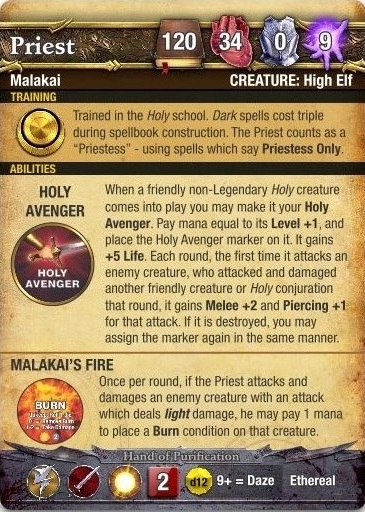 Priest
120
34
0
9
Malakai
CREATURE: High Elf
TRAINING
Trained in the Holy school. Dark spells cost triple
during spellbook construction. The Priest counts as a
“Priestess” - using spells which say Priestess Only.
ABILITIES
HOLY
AVENGER
HOLY
AVENGER
When a friendly non-Legendary Holy creature
comes into play you may make it your Holy
Avenger. Pay mana equal to its Level +1, and
place the Holy Avenger marker on it. It gains
+5 Life. Each round, the first time it attacks an
enemy creature, who attacked and damaged
another friendly creature or Holy conjuration
that round, it gains Melee +2 and Piercing +1
for that attack. If it is destroyed, you may
assign the marker again in the same manner.
MALAKAI’S FIRE
BURN
2
Once per round, if the Priest attacks and
damages an enemy creature with an attack
which deals light damage, he may pay 1 mana
to place a Burn condition on that creature.
Hand of Purification
2
d12
9+ = Daze
Ethereal